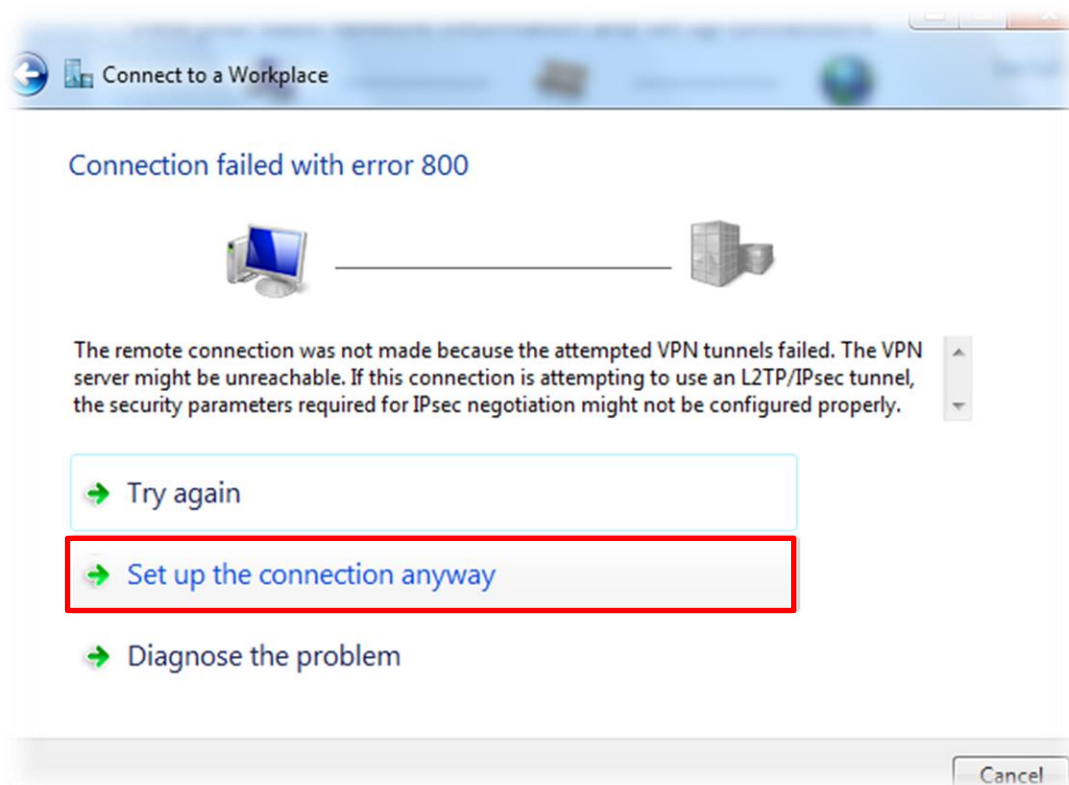 Connect to a Workplace
Connection failed with error 800
The remote connection was not made because the attempted VPN tunnels failed. The VPN
server might be unreachable. If this connection is attempting to use an L2TP/IPsec tunnel,
the security parameters required for IPsec negotiation might not be configured properly.
Try again
Set up the connection anyway
Diagnose the problem
Cancel